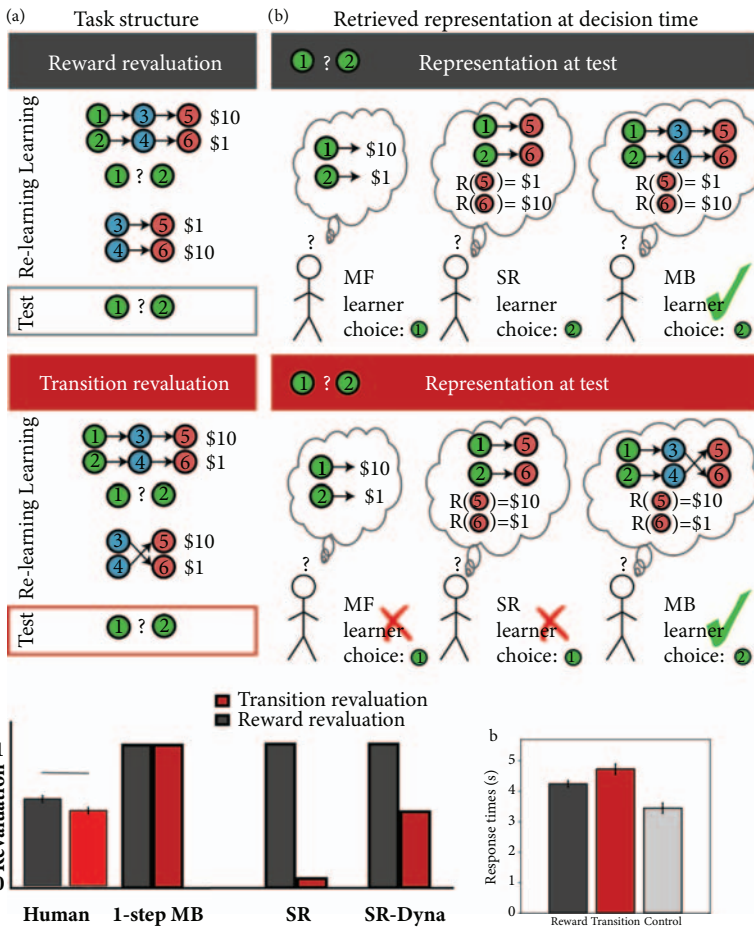 (a) Task structure
(b) Retrieved representation at decision time
Reward revaluation
1 ? 2 Representation at test
Learning
1 3 5 $10
2 4 6 $1
1 ? 2
Re-learning
3 5 $1
4 6 $10
Test
1 ? 2
1 $10
2 $1
?
MF
learner
choice: 1
1 5
2 6
R(5)= $1
R(6)= $10
?
SR
learner
choice: 2
1 3 5
2 4 6
R(5)= $1
R(6)= $10
?
MB
learner
choice: 2
Transition revaluation
1 ? 2 Representation at test
Learning
1 3 5 $10
2 4 6 $1
1 ? 2
Re-learning
3 5 $10
4 6 $1
Test
1 ? 2
1 $10
2 $1
?
MF
learner
choice: 1
1 5
2 6
R(5)=$10
R(6)=$1
?
SR
learner
choice: 1
1 3 5
2 4 6
R(5)=$10
R(6)=$1
?
MB
learner
choice: 2
Transition revaluation
Reward revaluation
Revaluation
Human 1-step MB SR SR-Dyna
b
Response times (s)
5
4
3
2
1
0
Reward Transition Control